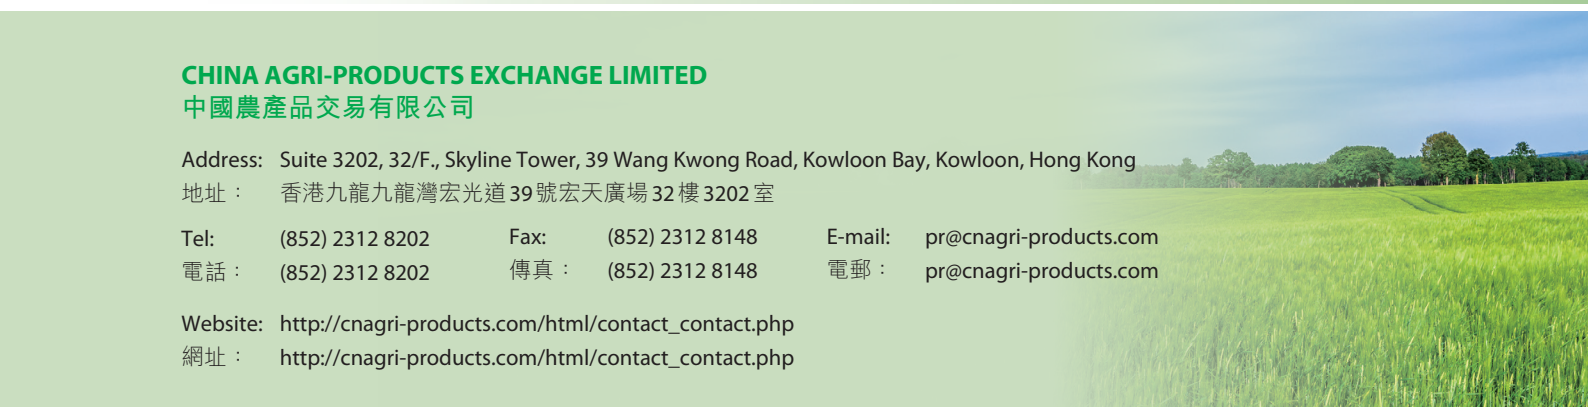 CHINA AGRI-PRODUCTS EXCHANGE LIMITED
中國農產品交易有限公司
Address: Suite 3202, 32/F., Skyline Tower, 39 Wang Kwong Road, Kowloon Bay, Kowloon, Hong Kong
地址： 香港九龍九龍灣宏光道39號宏天廣場32樓3202室
Tel: (852) 2312 8202 Fax: (852) 2312 8148 E-mail: pr@cnagri-products.com
電話： (852) 2312 8202 傳真： (852) 2312 8148 電郵： pr@cnagri-products.com
Website: http://cnagri-products.com/html/contact_contact.php
網址： http://cnagri-products.com/html/contact_contact.php